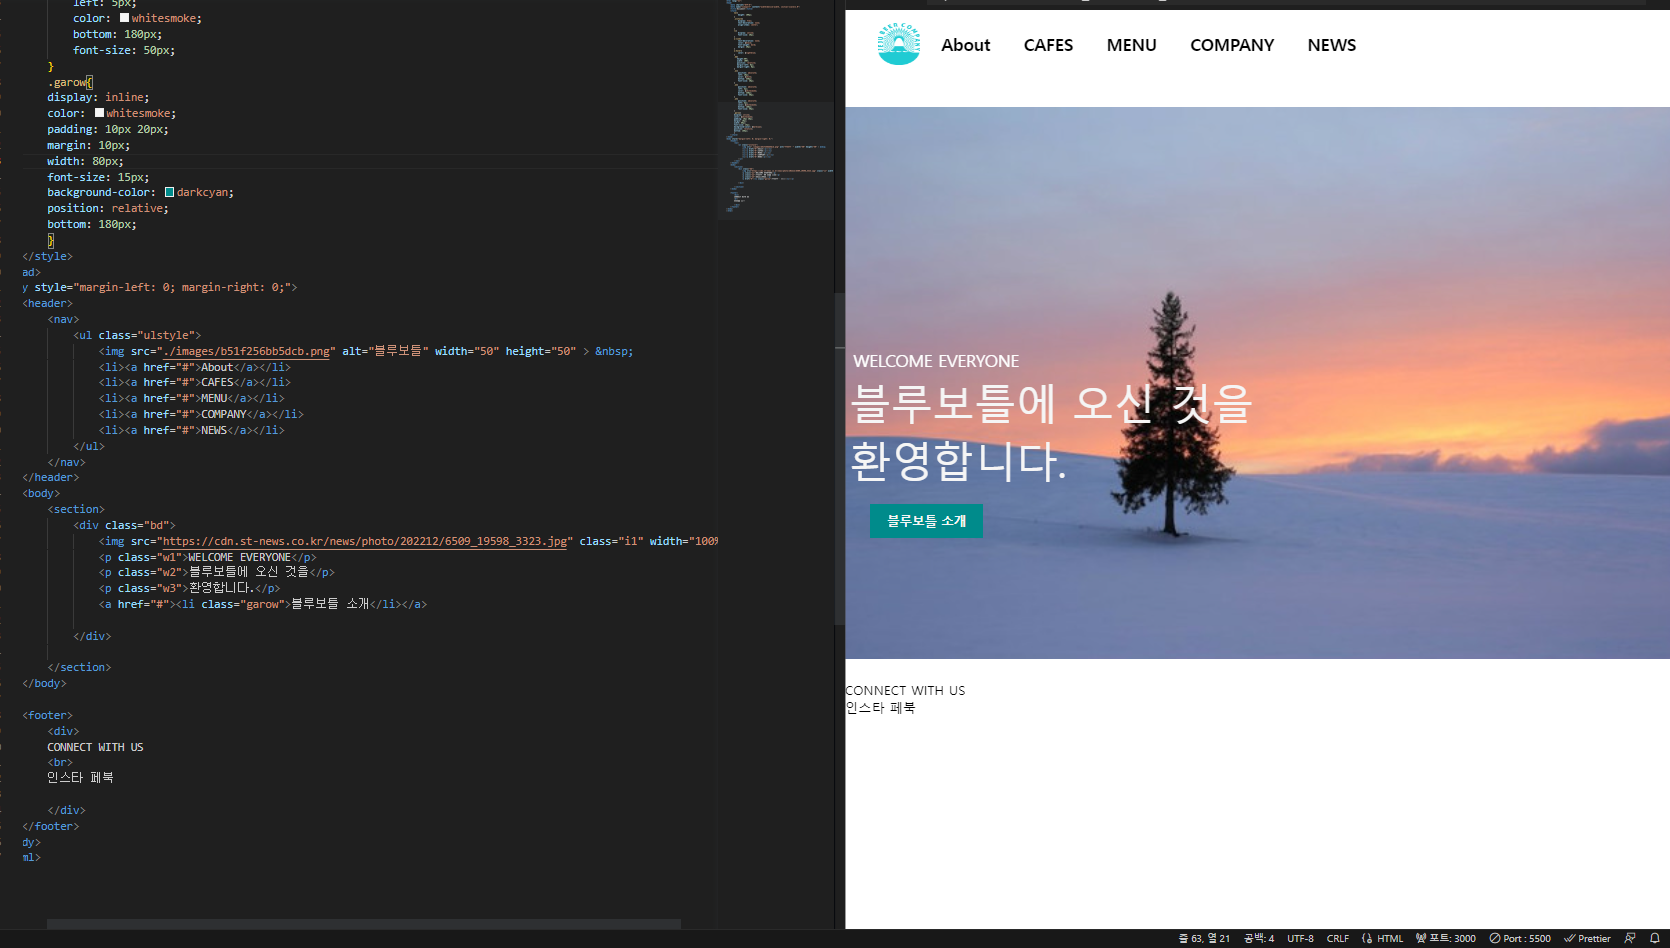 left: 5px;
color: whitesmoke;
bottom: 180px;
font-size: 50px;
}
.garow{
display: inline;
color: whitesmoke;
padding: 10px 20px;
margin: 10px;
width: 80px;
font-size: 15px;
background-color: darkcyan;
position: relative;
bottom: 180px;
}
</style>
ad>
y style="margin-left: 0; margin-right: 0;">
<header>
<nav>
<ul class="ulstyle">
<img src="./images/b51f256bb5dcb.png" alt="블루보틀" width="50" height="50" > &nbsp;
<li><a href="#">About</a></li>
<li><a href="#">CAFES</a></li>
<li><a href="#">MENU</a></li>
<li><a href="#">COMPANY</a></li>
<li><a href="#">NEWS</a></li>
</ul>
</nav>
</header>
<body>
<section>
<div class="bd">
<img src="https://cdn.st-news.co.kr/news/photo/202212/6509_19598_3323.jpg" class="i1" width="100%
<p class="w1">WELCOME EVERYONE</p>
<p class="w2">블루보틀에 오신 것을</p>
<p class="w3">환영합니다.</p>
<a href="#"><li class="garow">블루보틀 소개</li></a>
</div>
</section>
</body>
<footer>
<div>
CONNECT WITH US
<br>
인스타 페북
</div>
</footer>
dy>
ml>
About CAFES MENU COMPANY NEWS
WELCOME EVERYONE
블루보틀에 오신 것을
환영합니다.
블루보틀 소개
CONNECT WITH US
인스타 페북
줄 63, 열 21 공백: 4 UTF-8 CRLF HTML 포트: 3000 Port : 5500 Prettier